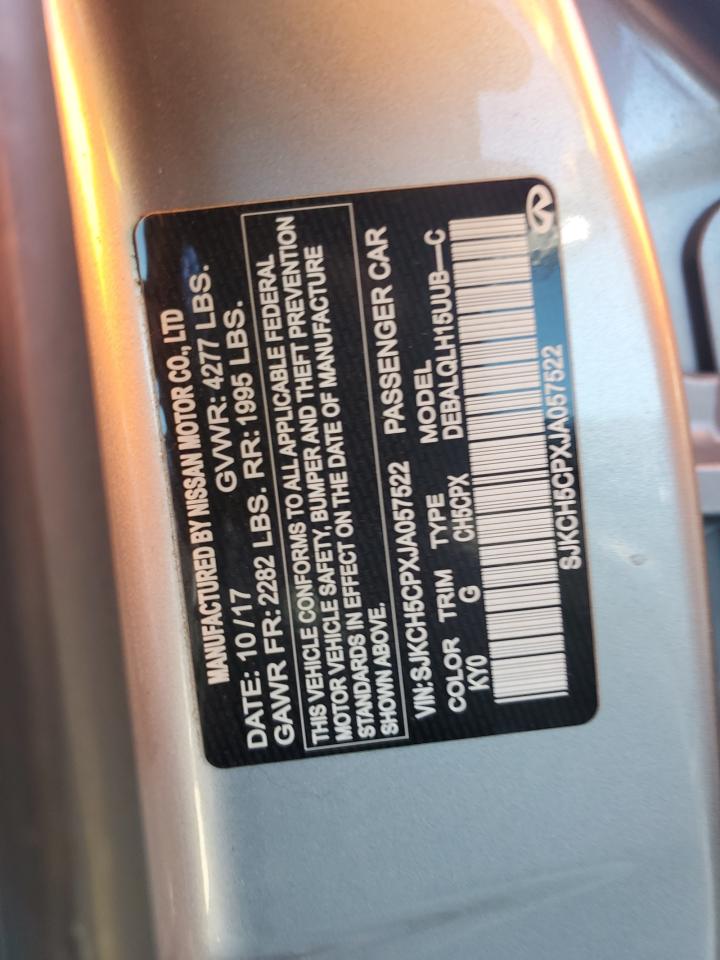 MANUFACTURED BY NISSAN MOTOR CO., LTD
DATE: 10 /17 GVWR: 4277 LBS.
GAWR FR: 2282 LBS. RR: 1995 LBS.
THIS VEHICLE CONFORMS TO ALL APPLICABLE FEDERAL
MOTOR VEHICLE SAFETY, BUMPER AND THEFT PREVENTION
STANDARDS IN EFFECT ON THE DATE OF MANUFACTURE
SHOWN ABOVE.
VIN: SJKCH5CPXJA057522 PASSENGER CAR
COLOR TRIM TYPE MODEL
KY0 G CH5CPX DEBALQLH15UUB-C
SJKCH5CPXJA057522